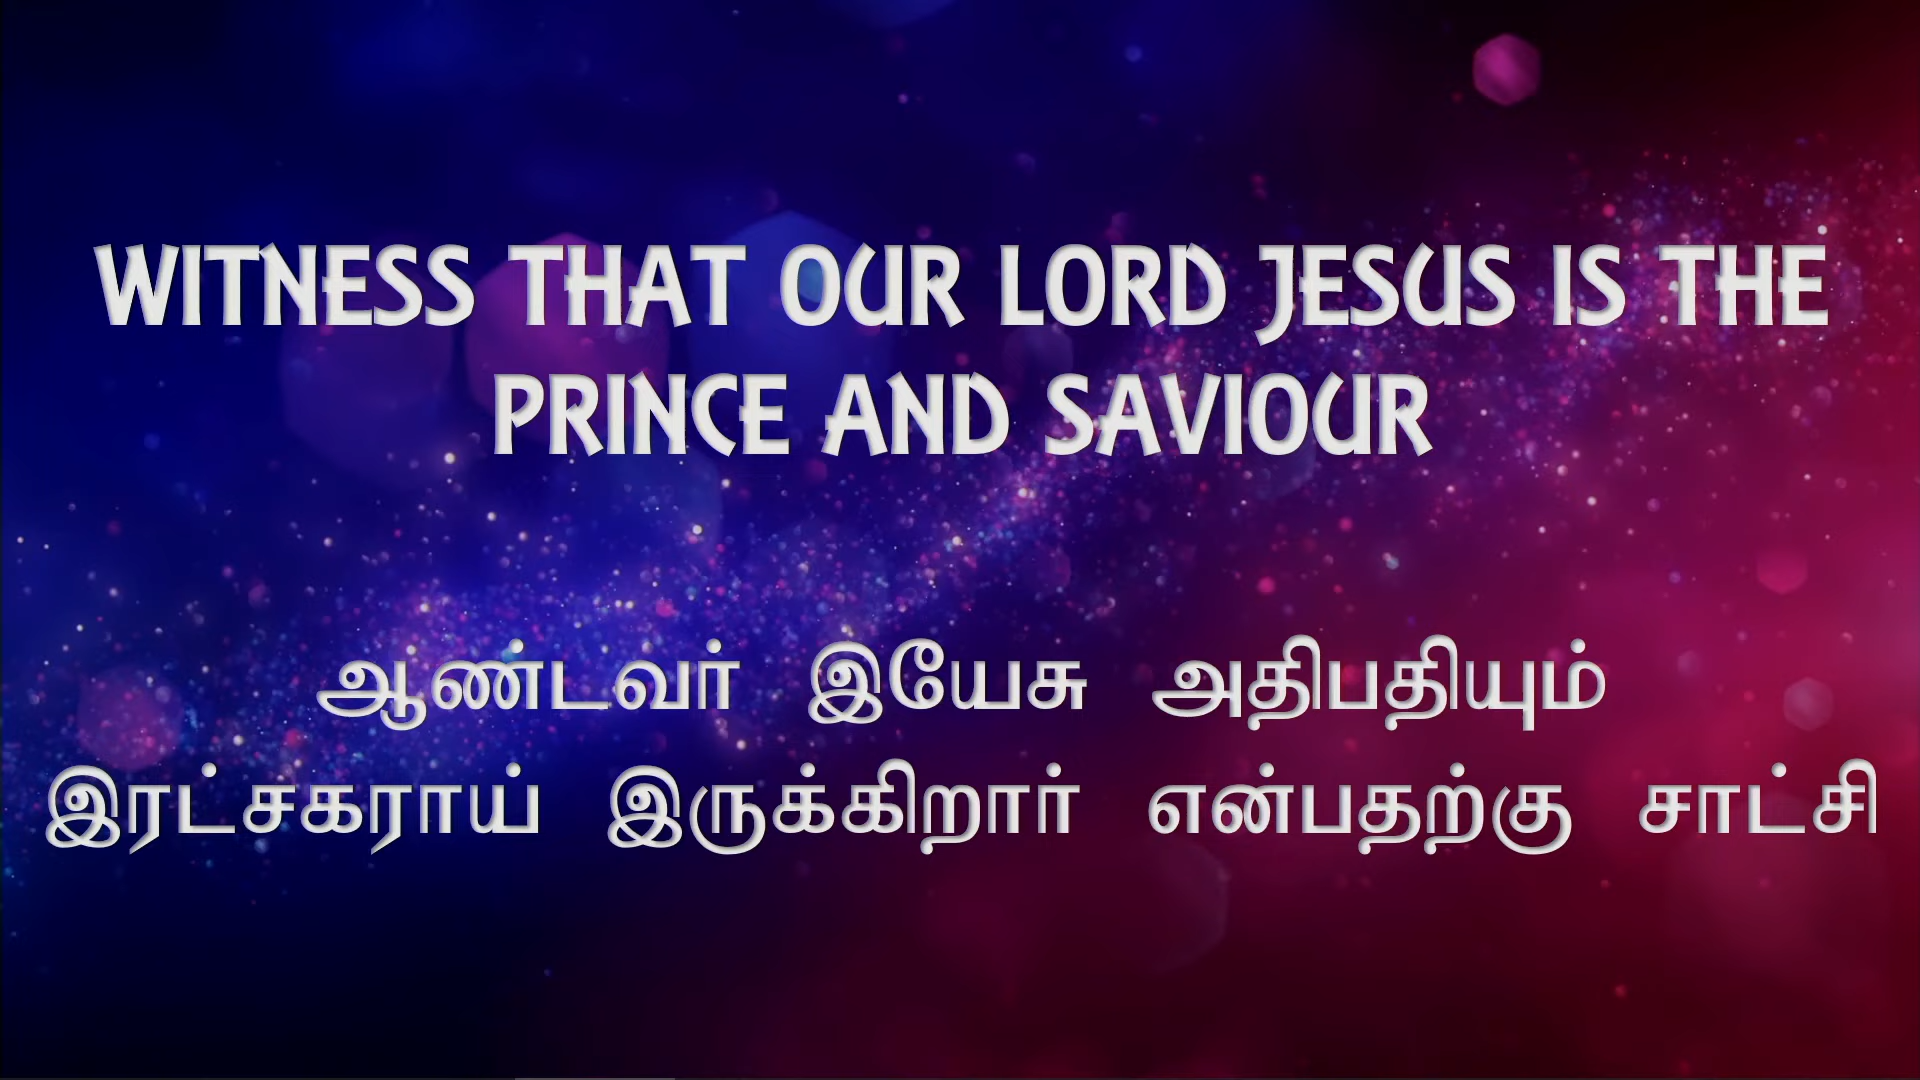 WITNESS THAT OUR LORD JESUS IS THE
PRINCE AND SAVIOUR
ஆண்டவர் இயேசு அதிபதியும்
இரட்சகராய் இருக்கிறார் என்பதற்கு சாட்சி